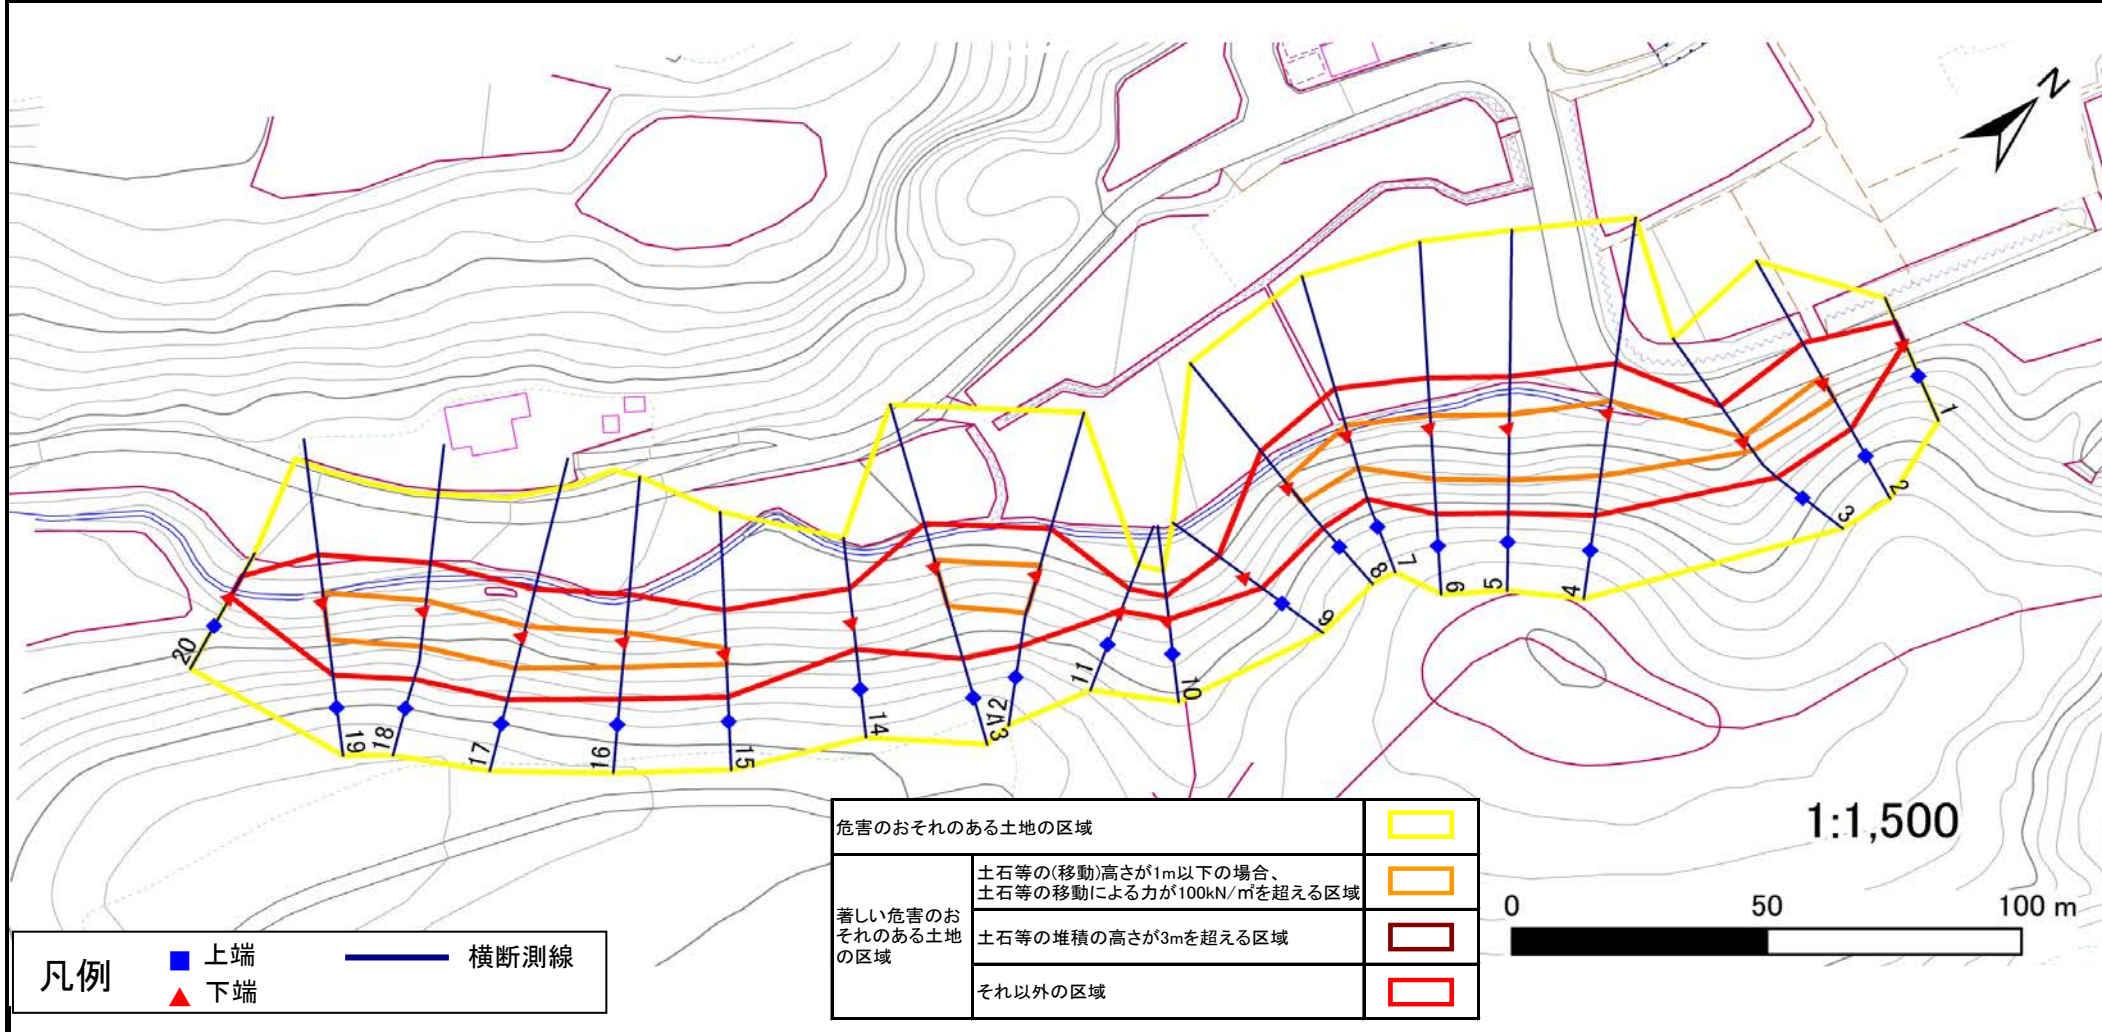 N
1
2
3
4
5
6
7
8
9
10
11
12
13
14
15
16
17
18
19
20
1:1,500
0 50 100 m
危害のおそれのある土地の区域
著しい危害のお
それのある土地
の区域
土石等の(移動)高さが1m以下の場合、
土石等の移動による力が100kN/㎡を超える区域
土石等の堆積の高さが3mを超える区域
それ以外の区域
凡例
上端
下端
横断測線